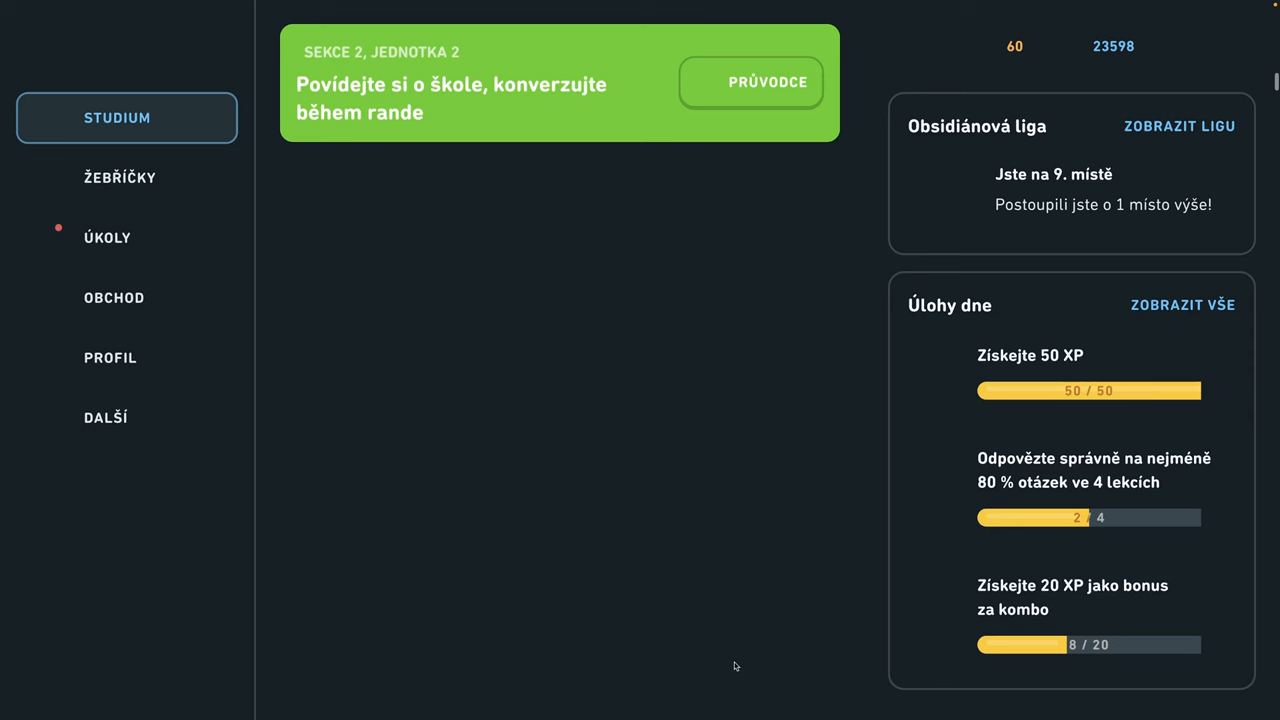 STUDIUM
ŽEBŘÍČKY
ÚKOLY
OBCHOD
PROFIL
DALŠÍ
SEKCE 2, JEDNOTKA 2
Povídejte si o škole, konverzujte
během rande
PRŮVODCE
60 23598
Obsidiánová liga ZOBRAZIT LIGU
Jste na 9. místě
Postoupili jste o 1 místo výše!
Úlohy dne ZOBRAZIT VŠE
Získejte 50 XP
50 / 50
Odpovězte správně na nejméně
80 % otázek ve 4 lekcích
2 / 4
Získejte 20 XP jako bonus
za kombo
8 / 20